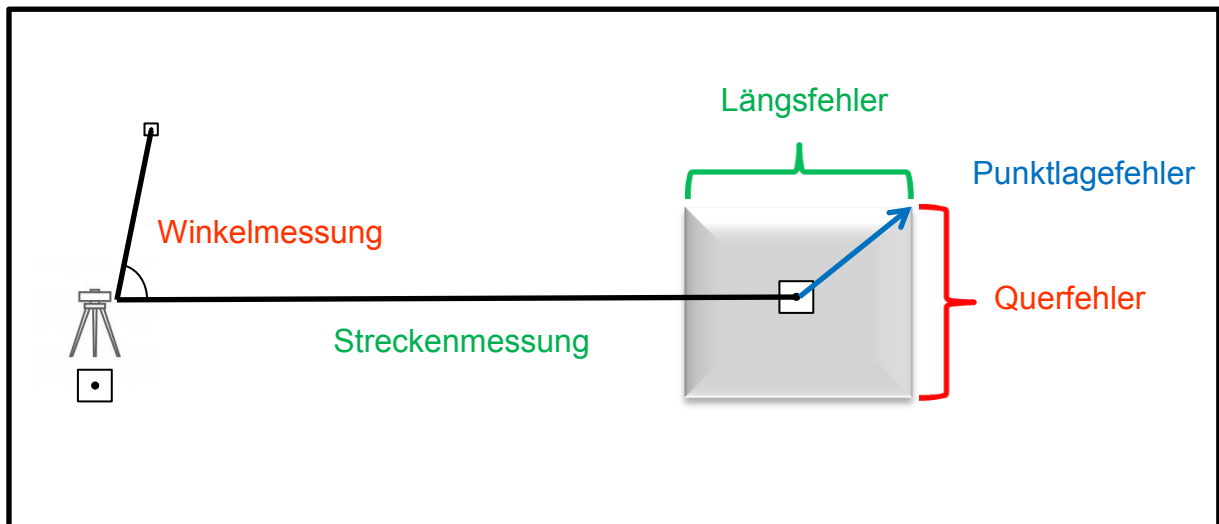 Längsfehler
Punktlagefehler
Winkelmessung
Querfehler
Streckenmessung